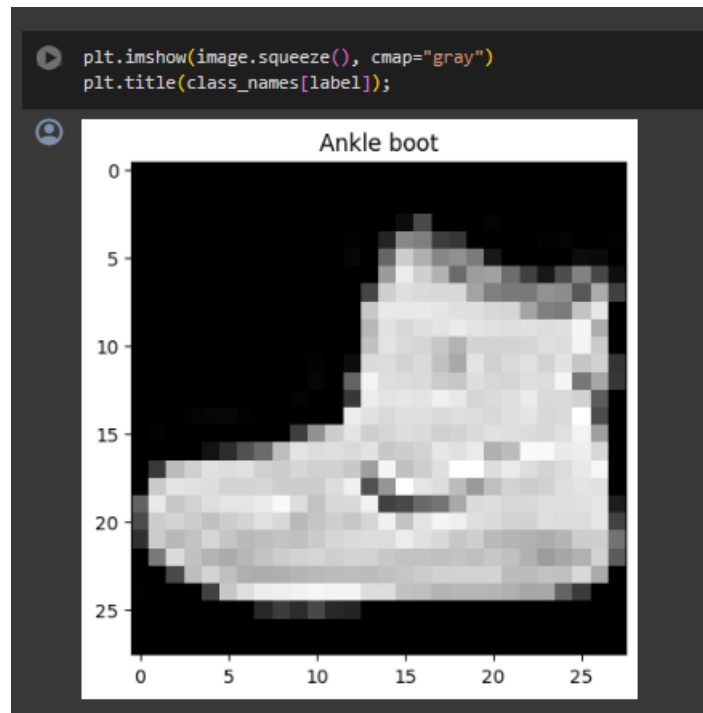 plt.imshow(image.squeeze(), cmap="gray")
plt.title(class_names[label]);
Ankle boot
0
5
10
15
20
25
0 5 10 15 20 25